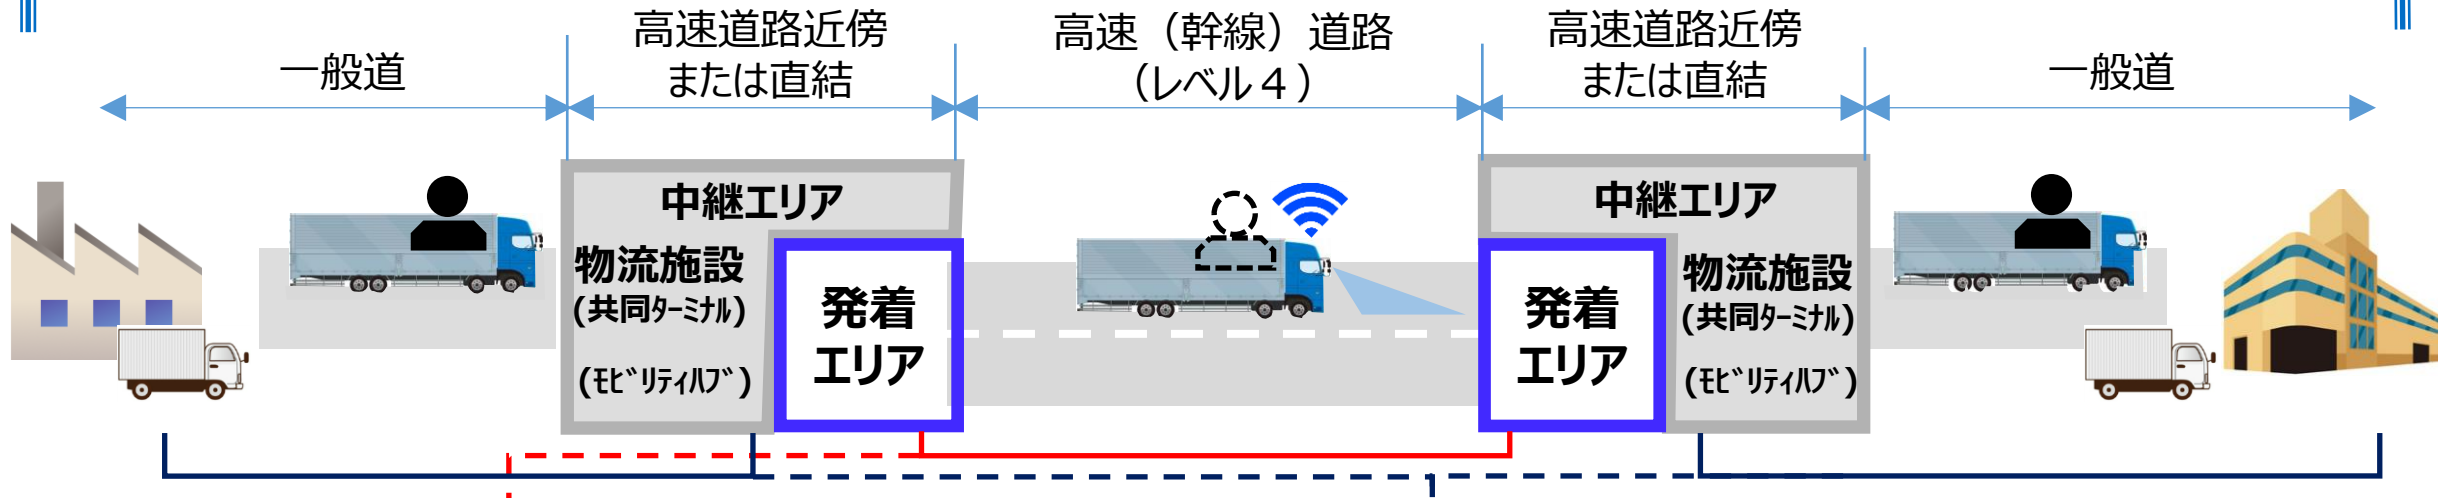 一般道
高速道路近傍
または直結
高速（幹線）道路
（レベル４）
高速道路近傍
または直結
一般道
中継エリア
物流施設
(共同ﾀｰﾐﾅﾙ)
(ﾓﾋﾞﾘﾃｨﾊﾌﾞ)
発着
エリア
中継エリア
発着
エリア
物流施設
(共同ﾀｰﾐﾅﾙ)
(ﾓﾋﾞﾘﾃｨﾊﾌﾞ)